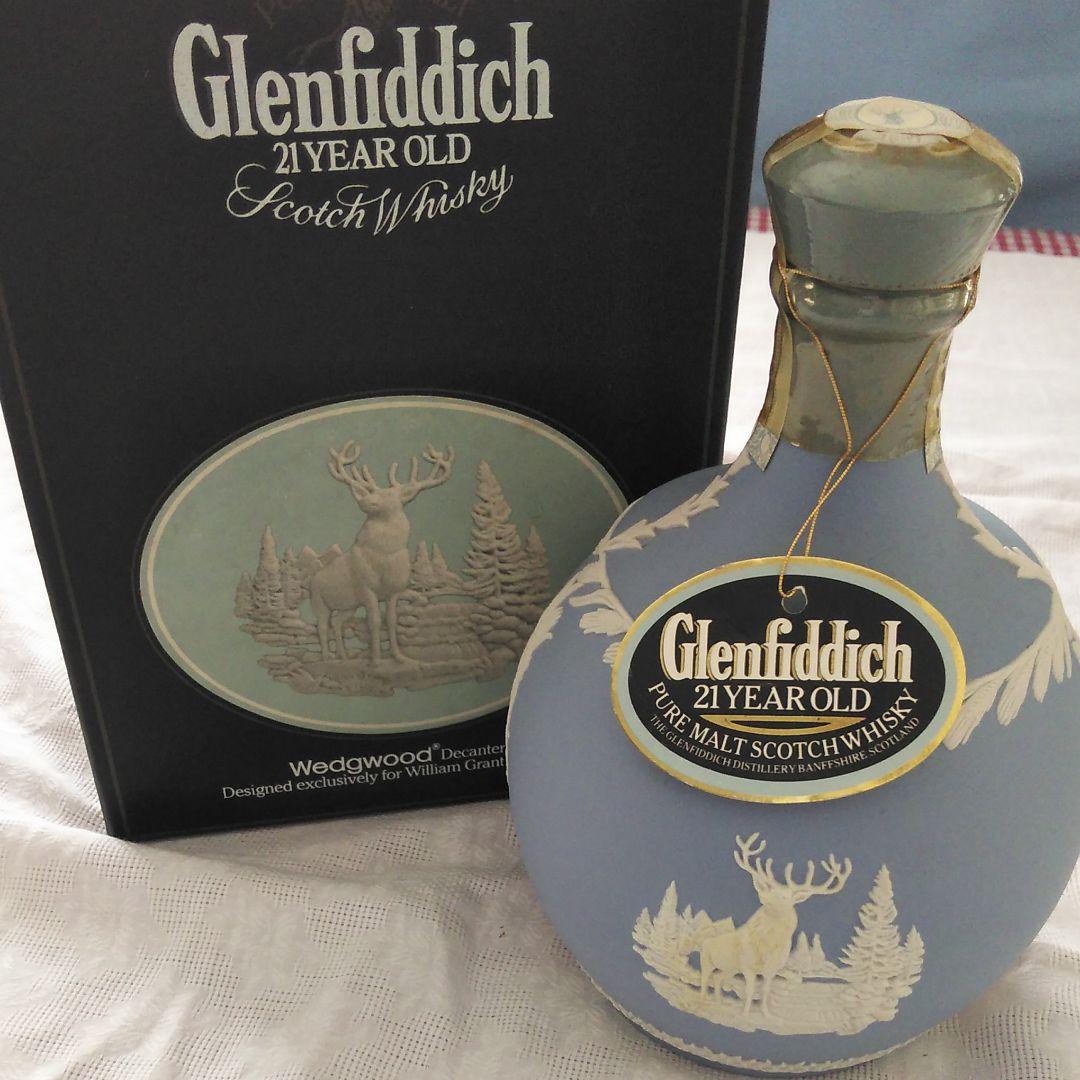 Glenfiddich
21 YEAR OLD
Scotch Whisky
Wedgwood® Decanter
Designed exclusively for William Grant
Glenfiddich
21 YEAR OLD
PURE MALT SCOTCH WHISKY
THE GLENFIDDICH DISTILLERY BANFFSHIRE SCOTLAND